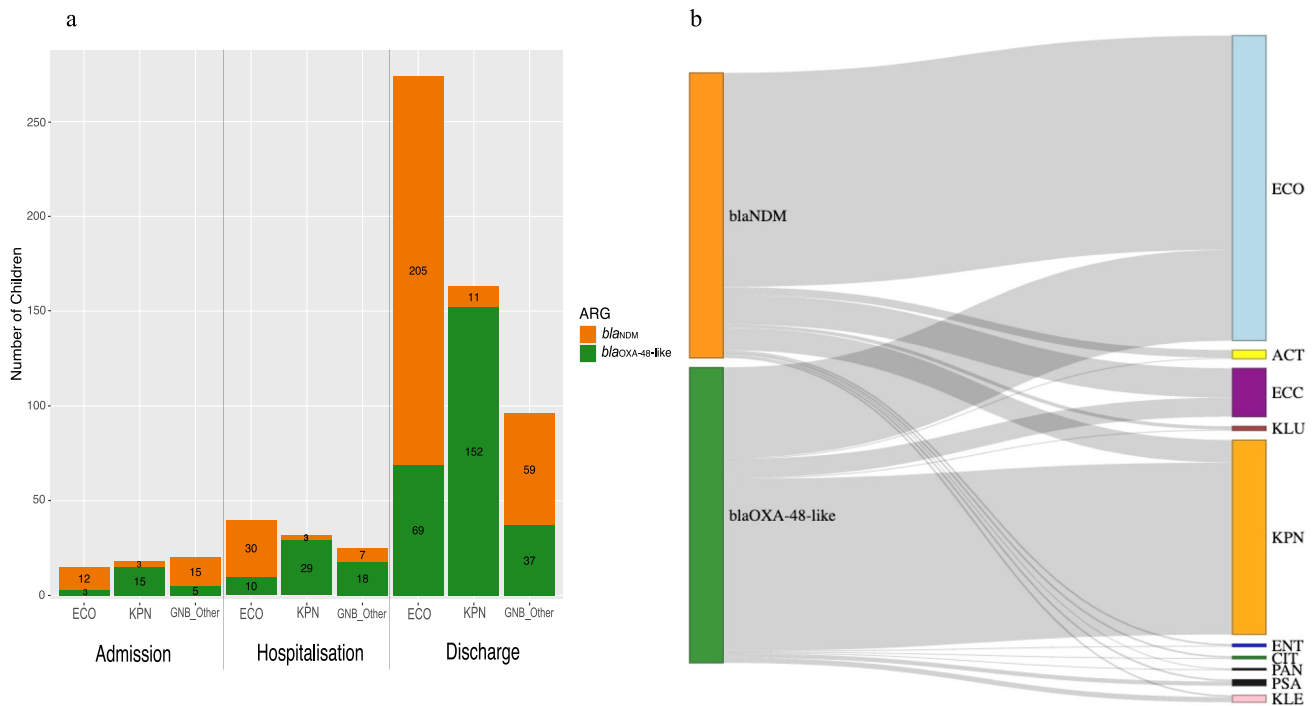 a
Number of Children
250
200
150
100
50
0
12
3
3
15
15
5
30
10
3
29
7
18
205
69
11
152
59
37
ECO KPN GNB_Other ECO KPN GNB_Other ECO KPN GNB_Other
Admission Hospitalisation Discharge
ARG
blaNDM
blaOXA-48-like
b
blaNDM
blaOXA-48-like
ECO
ACT
ECC
KLU
KPN
ENT
CIT
PAN
PSA
KLE